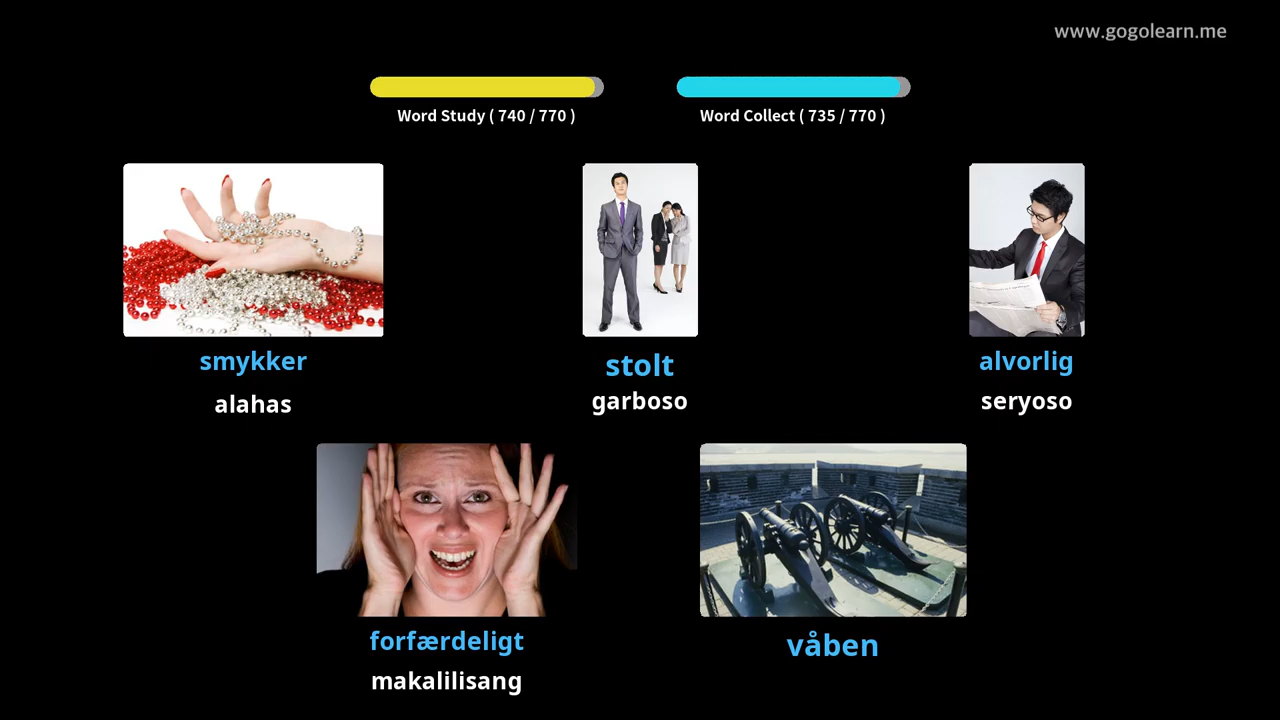 www.gogolearn.me
Word Study ( 740 / 770 )
Word Collect ( 735 / 770 )
smykker
stolt
alvorlig
alahas
garboso
seryoso
forfærdeligt
våben
makalilisang